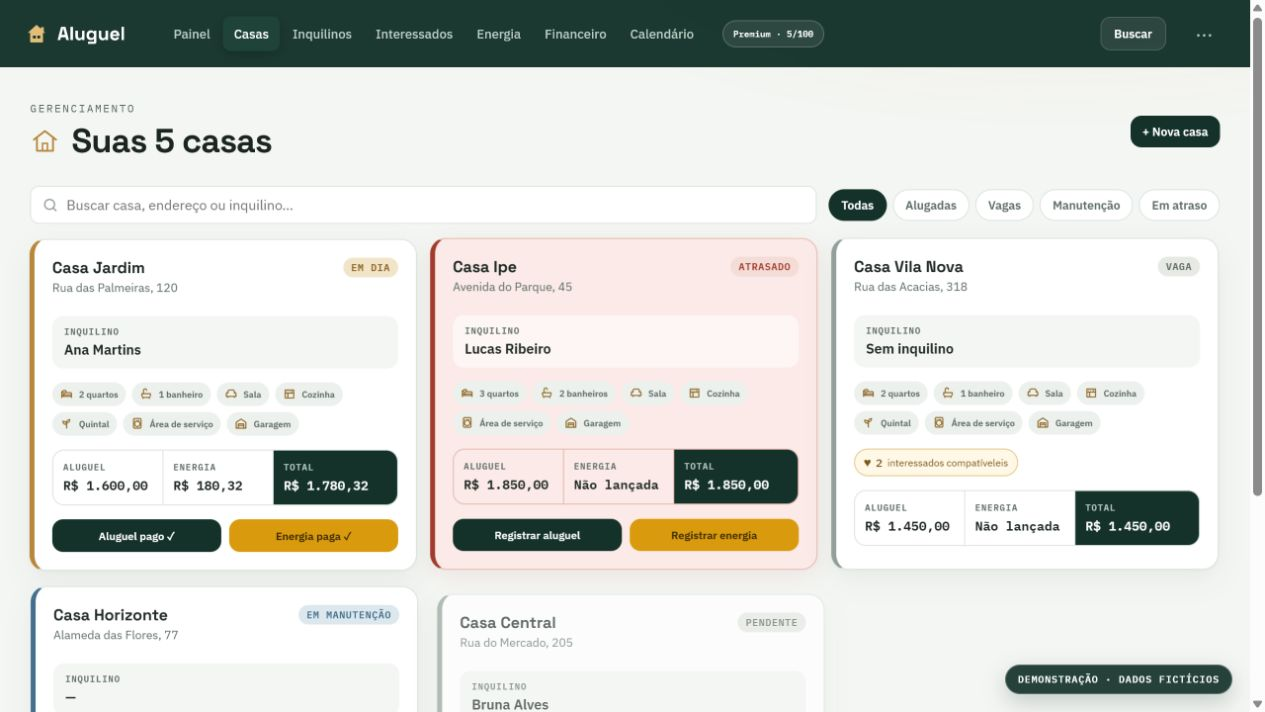 Aluguel
Painel Casas Inquilinos Interessados Energia Financeiro Calendário
Premium · 5/100
Buscar ...
GERENCIAMENTO
Suas 5 casas
+ Nova casa
Buscar casa, endereço ou inquilino...
Todas Alugadas Vagas Manutenção Em atraso
Casa Jardim EM DIA
Rua das Palmeiras, 120
INQUILINO
Ana Martins
2 quartos 1 banheiro Sala Cozinha
Quintal Área de serviço Garagem
ALUGUEL ENERGIA TOTAL
R$ 1.600,00 R$ 180,32 R$ 1.780,32
Aluguel pago ✓ Energia paga ✓
Casa Ipe ATRASADO
Avenida do Parque, 45
INQUILINO
Lucas Ribeiro
3 quartos 2 banheiros Sala Cozinha
Área de serviço Garagem
ALUGUEL ENERGIA TOTAL
R$ 1.850,00 Não lançada R$ 1.850,00
Registrar aluguel Registrar energia
Casa Vila Nova VAGA
Rua das Acacias, 318
INQUILINO
Sem inquilino
2 quartos 1 banheiro Sala Cozinha
Quintal Área de serviço Garagem
♥ 2 interessados compatíveleis
ALUGUEL ENERGIA TOTAL
R$ 1.450,00 Não lançada R$ 1.450,00
Casa Horizonte EM MANUTENÇÃO
Alameda das Flores, 77
INQUILINO
—
Casa Central PENDENTE
Rua do Mercado, 205
INQUILINO
Bruna Alves
DEMONSTRAÇÃO · DADOS FICTÍCIOS